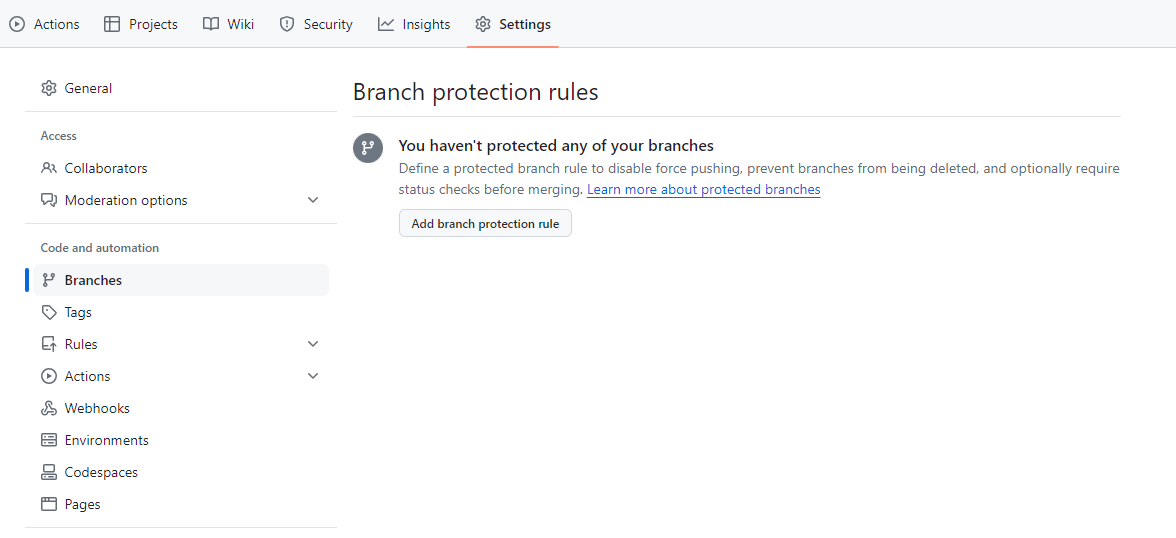 Actions Projects Wiki Security Insights Settings
General
Access
Collaborators
Moderation options
Code and automation
Branches
Tags
Rules
Actions
Webhooks
Environments
Codespaces
Pages
Branch protection rules
You haven't protected any of your branches
Define a protected branch rule to disable force pushing, prevent branches from being deleted, and optionally require
status checks before merging. Learn more about protected branches
Add branch protection rule